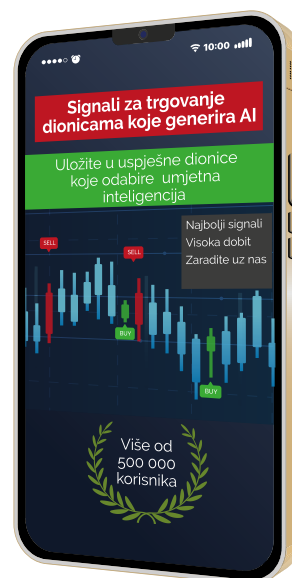 10:00
Signali za trgovanje
dionicama koje generira AI
Uložite u uspješne dionice
koje odabire umjetna
inteligencija
Najbolji signali
Visoka dobit
Zaradite uz nas
SELL
SELL
BUY
BUY
Više od
500 000
korisnika